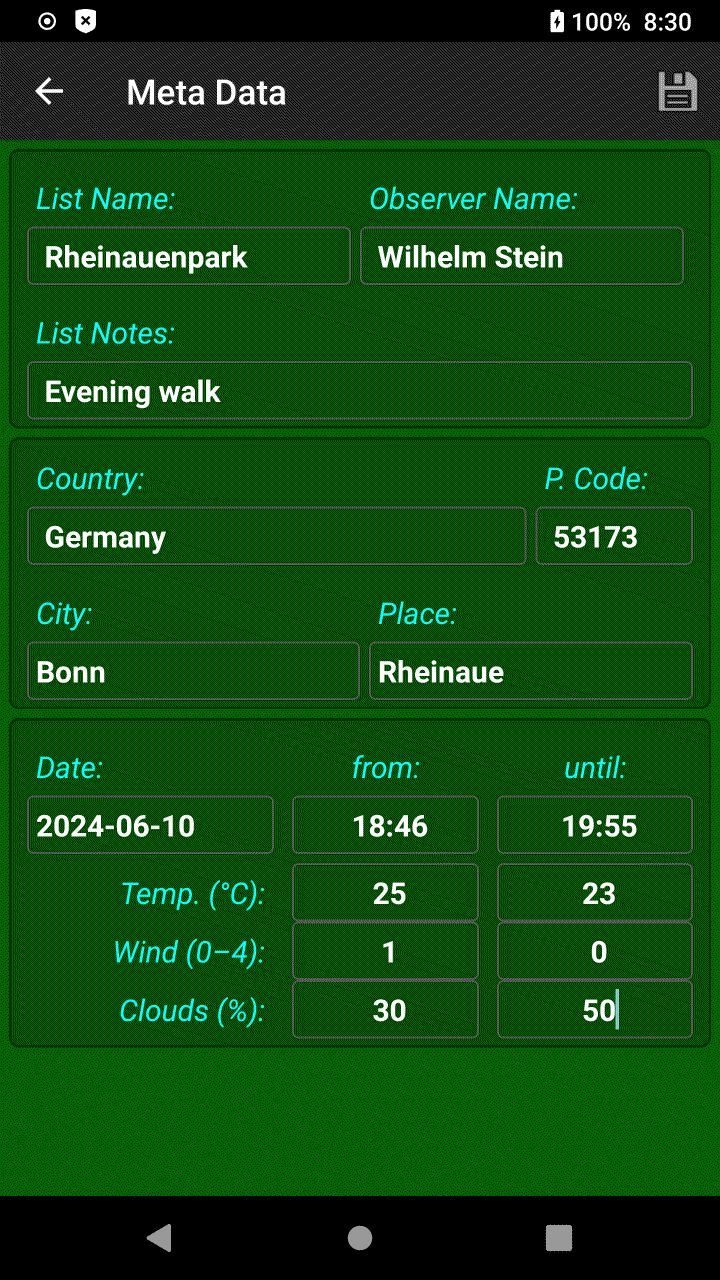 100% 8:30
Meta Data
List Name: Observer Name:
Rheinauenpark Wilhelm Stein
List Notes:
Evening walk
Country: P. Code:
Germany 53173
City: Place:
Bonn Rheinaue
Date: from: until:
2024-06-10 18:46 19:55
Temp. (°C): 25 23
Wind (0–4): 1 0
Clouds (%): 30 50